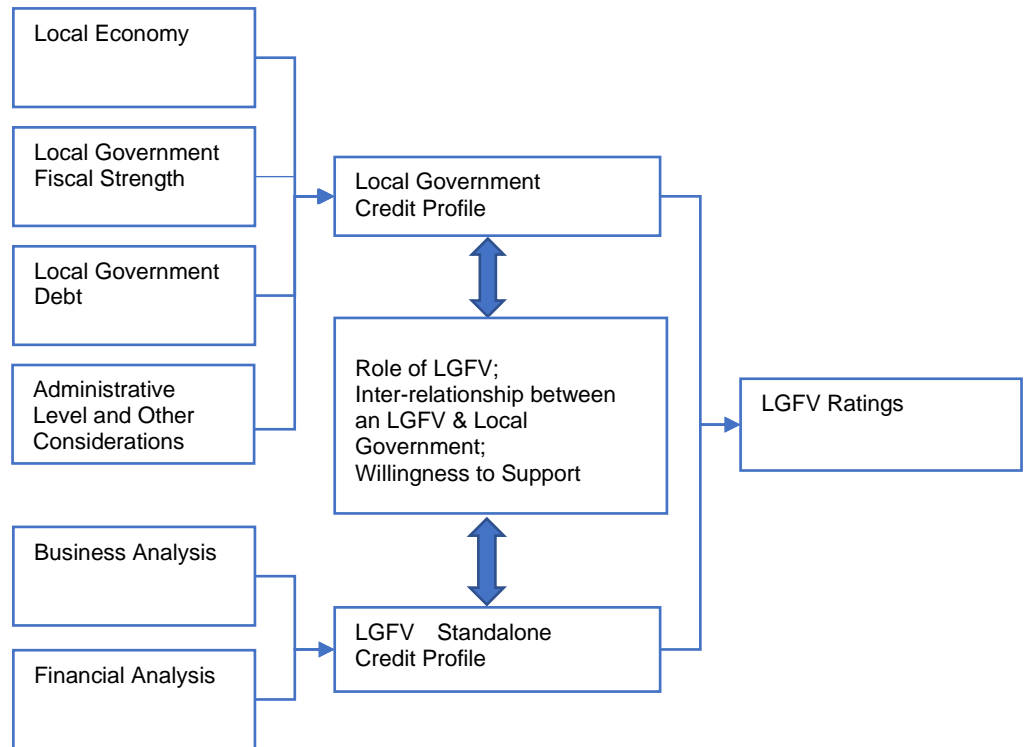 Local Economy
Local Government
Fiscal Strength
Local Government
Debt
Administrative
Level and Other
Considerations
Business Analysis
Financial Analysis
Local Government
Credit Profile
Role of LGFV;
Inter-relationship between
an LGFV & Local
Government;
Willingness to Support
LGFV Standalone
Credit Profile
LGFV Ratings